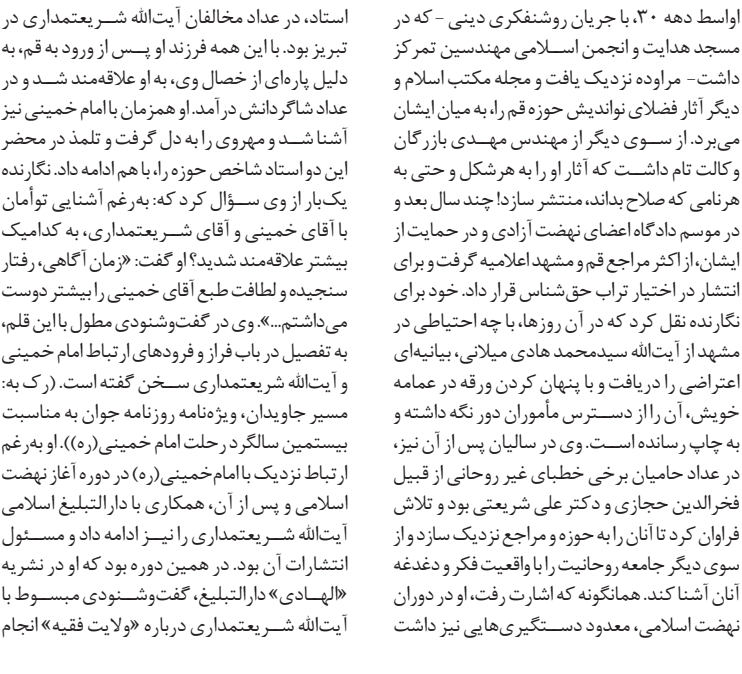 اواسط دهه ۳۰، با جریان روشنفکری دینی - که در
مسجد هدایت و انجمن اسلامی مهندسین تمرکز
داشت- مراوده نزدیک یافت و مجله مکتب اسلام و
دیگر آثار فضلای نواندیش حوزه قم را، به میان ایشان
می‌برد. از سوی دیگر از مهندس مهدی بازرگان
وکالت تام داشت که آثار او را به هرشکل و حتی به
هرنامی که صلاح بداند، منتشر سازد! چند سال بعد و
در موسم دادگاه اعضای نهضت آزادی و در حمایت از
ایشان، از اکثر مراجع قم و مشهد اعلامیه گرفت و برای
انتشار در اختیار تراب حق‌شناس قرار داد. خود برای
نگارنده نقل کرد که در آن روزها، با چه احتیاطی در
مشهد از آیت‌الله سیدمحمد هادی میلانی، بیانیه‌ای
اعتراضی را دریافت و با پنهان کردن ورقه در عمامه
خویش، آن را از دسترس مأموران دور نگه داشته و
به چاپ رسانده است. وی در سالیان پس از آن نیز،
در عداد حامیان برخی خطبای غیر روحانی از قبیل
فخرالدین حجازی و دکتر علی شریعتی بود و تلاش
فراوان کرد تا آنان را به حوزه و مراجع نزدیک سازد و از
سوی دیگر جامعه روحانیت را با واقعیت فکر و دغدغه
آنان آشنا کند. همانگونه که اشارت رفت، او در دوران
نهضت اسلامی، معدود دستگیری‌هایی نیز داشت
استاد، در عداد مخالفان آیت‌الله شریعتمداری در
تبریز بود. با این همه فرزند او پس از ورود به قم، به
دلیل پاره‌ای از خصال وی، به او علاقه‌مند شد و در
عداد شاگردانش درآمد. او همزمان با امام خمینی نیز
آشنا شد و مهروی را به دل گرفت و تلمذ در محضر
این دو استاد شاخص حوزه را، با هم ادامه داد. نگارنده
یک‌بار از وی سؤال کرد که: به‌رغم آشنایی توأمان
با آقای خمینی و آقای شریعتمداری، به کدامیک
بیشتر علاقه‌مند شدید؟ او گفت: «زمان آگاهی، رفتار
سنجیده و لطافت طبع آقای خمینی را بیشتر دوست
می‌داشتم...». وی در گفت‌وشنودی مطول با این قلم،
به تفصیل در باب فراز و فرودهای ارتباط امام خمینی
و آیت‌الله شریعتمداری سخن گفته است. (رک به:
مسیر جاویدان، ویژه‌نامه روزنامه جوان به مناسبت
بیستمین سالگرد رحلت امام خمینی(ره)). او به‌رغم
ارتباط نزدیک با امام‌خمینی(ره) در دوره آغاز نهضت
اسلامی و پس از آن، همکاری با دارالتبلیغ اسلامی
آیت‌الله شریعتمداری را نیز ادامه داد و مسئول
انتشارات آن بود. در همین دوره بود که او در نشریه
«الهادی» دارالتبلیغ، گفت‌وشنودی مبسوط با
آیت‌الله شریعتمداری درباره «ولایت فقیه» انجام